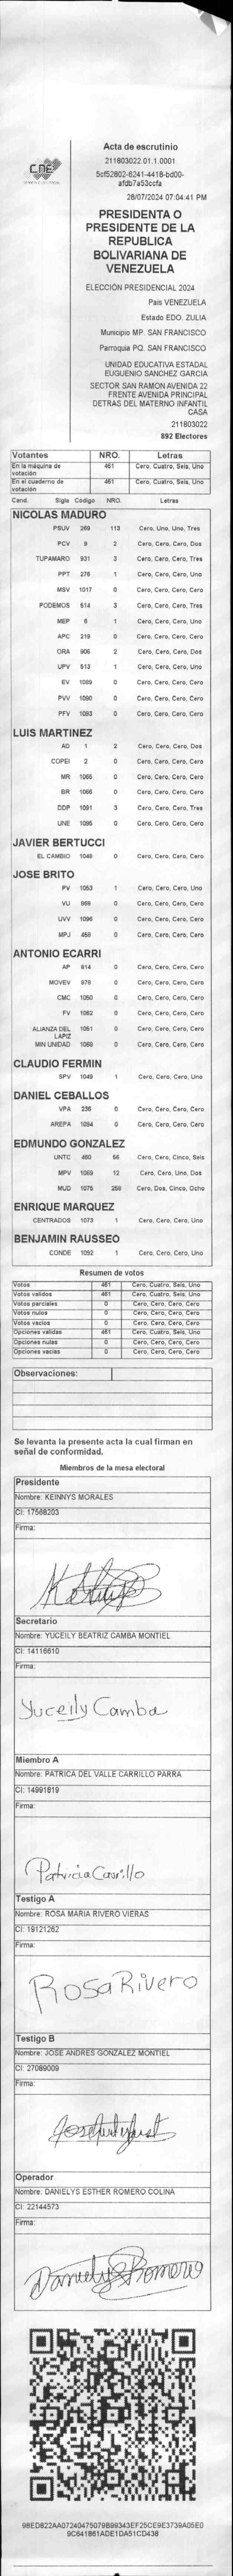 CNE
Acta de escrutinio
211803022.01.1.0001
5cf52802-6241-4418-bd00-
afdb7a53ccfa
28/07/2024 07:04:41 PM
PRESIDENTA O
PRESIDENTE DE LA
REPUBLICA
BOLIVARIANA DE
VENEZUELA
ELECCIÓN PRESIDENCIAL 2024
Pais VENEZUELA
Estado EDO. ZULIA
Municipio MP. SAN FRANCISCO
Parroquia PQ. SAN FRANCISCO
UNIDAD EDUCATIVA ESTADAL
EUGUENIO SANCHEZ GARCIA
SECTOR SAN RAMON AVENIDA 22
FRENTE AVENIDA PRINCIPAL
DETRAS DEL MATERNO INFANTIL
CASA
211803022
892 Electores
Votantes NRO. Letras
En la máquina de votación 461 Cero, Cuatro, Seis, Uno
En el cuaderno de votación 461 Cero, Cuatro, Seis, Uno
Cand. Sigla Código NRO. Letras
NICOLAS MADURO
PSUV 269 113 Cero, Uno, Uno, Tres
PCV 9 2 Cero, Cero, Cero, Dos
TUPAMARO 931 3 Cero, Cero, Cero, Tres
PPT 276 1 Cero, Cero, Cero, Uno
MSV 1017 0 Cero, Cero, Cero, Cero
PODEMOS 514 3 Cero, Cero, Cero, Tres
MEP 6 1 Cero, Cero, Cero, Uno
APC 219 0 Cero, Cero, Cero, Cero
ORA 906 2 Cero, Cero, Cero, Dos
UPV 513 1 Cero, Cero, Cero, Uno
EV 1089 0 Cero, Cero, Cero, Cero
PVV 1090 0 Cero, Cero, Cero, Cero
PFV 1093 0 Cero, Cero, Cero, Cero
LUIS MARTINEZ
AD 1 2 Cero, Cero, Cero, Dos
COPEI 2 0 Cero, Cero, Cero, Cero
MR 1065 0 Cero, Cero, Cero, Cero
BR 1066 0 Cero, Cero, Cero, Cero
DDP 1091 3 Cero, Cero, Cero, Tres
UNE 1095 0 Cero, Cero, Cero, Cero
JAVIER BERTUCCI
EL CAMBIO 1048 0 Cero, Cero, Cero, Cero
JOSE BRITO
PV 1053 1 Cero, Cero, Cero, Uno
VU 988 0 Cero, Cero, Cero, Cero
UVV 1096 0 Cero, Cero, Cero, Cero
MPJ 459 0 Cero, Cero, Cero, Cero
ANTONIO ECARRI
AP 814 0 Cero, Cero, Cero, Cero
MOVEV 879 0 Cero, Cero, Cero, Cero
CMC 1050 0 Cero, Cero, Cero, Cero
FV 1062 0 Cero, Cero, Cero, Cero
ALIANZA DEL LAPIZ 1051 0 Cero, Cero, Cero, Cero
MIN UNIDAD 1068 0 Cero, Cero, Cero, Cero
CLAUDIO FERMIN
SPV 1049 1 Cero, Cero, Cero, Uno
DANIEL CEBALLOS
VPA 236 0 Cero, Cero, Cero, Cero
AREPA 1094 0 Cero, Cero, Cero, Cero
EDMUNDO GONZALEZ
UNTC 460 56 Cero, Cero, Cinco, Seis
MPV 1069 12 Cero, Cero, Uno, Dos
MUD 1075 258 Cero, Dos, Cinco, Ocho
ENRIQUE MARQUEZ
CENTRADOS 1073 1 Cero, Cero, Cero, Uno
BENJAMIN RAUSSEO
CONDE 1092 1 Cero, Cero, Cero, Uno
Resumen de votos
Votos 461 Cero, Cuatro, Seis, Uno
Votos validos 461 Cero, Cuatro, Seis, Uno
Votos parciales 0 Cero, Cero, Cero, Cero
Votos nulos 0 Cero, Cero, Cero, Cero
Votos vacios 0 Cero, Cero, Cero, Cero
Opciones validas 461 Cero, Cuatro, Seis, Uno
Opciones nulas 0 Cero, Cero, Cero, Cero
Opciones vacias 0 Cero, Cero, Cero, Cero
Observaciones:
Se levanta la presente acta la cual firman en
señal de conformidad.
Miembros de la mesa electoral
Presidente
Nombre: KEINNYS MORALES
CI: 17568203
Firma:
Secretario
Nombre: YUCEILY BEATRIZ CAMBA MONTIEL
CI: 14116610
Firma:
Yuceily Camba
Miembro A
Nombre: PATRICA DEL VALLE CARRILLO PARRA
CI: 14991819
Firma:
Patricia Carrillo
Testigo A
Nombre: ROSA MARIA RIVERO VIERAS
CI: 19121262
Firma:
Rosa Rivero
Testigo B
Nombre: JOSE ANDRES GONZALEZ MONTIEL
CI: 27089009
Firma:
Operador
Nombre: DANIELYS ESTHER ROMERO COLINA
CI: 22144573
Firma:
Danielys Romero
98ED822AA07240475079B99343EF25CE9E3739A05E0
9C641861ADE1DA51CD438